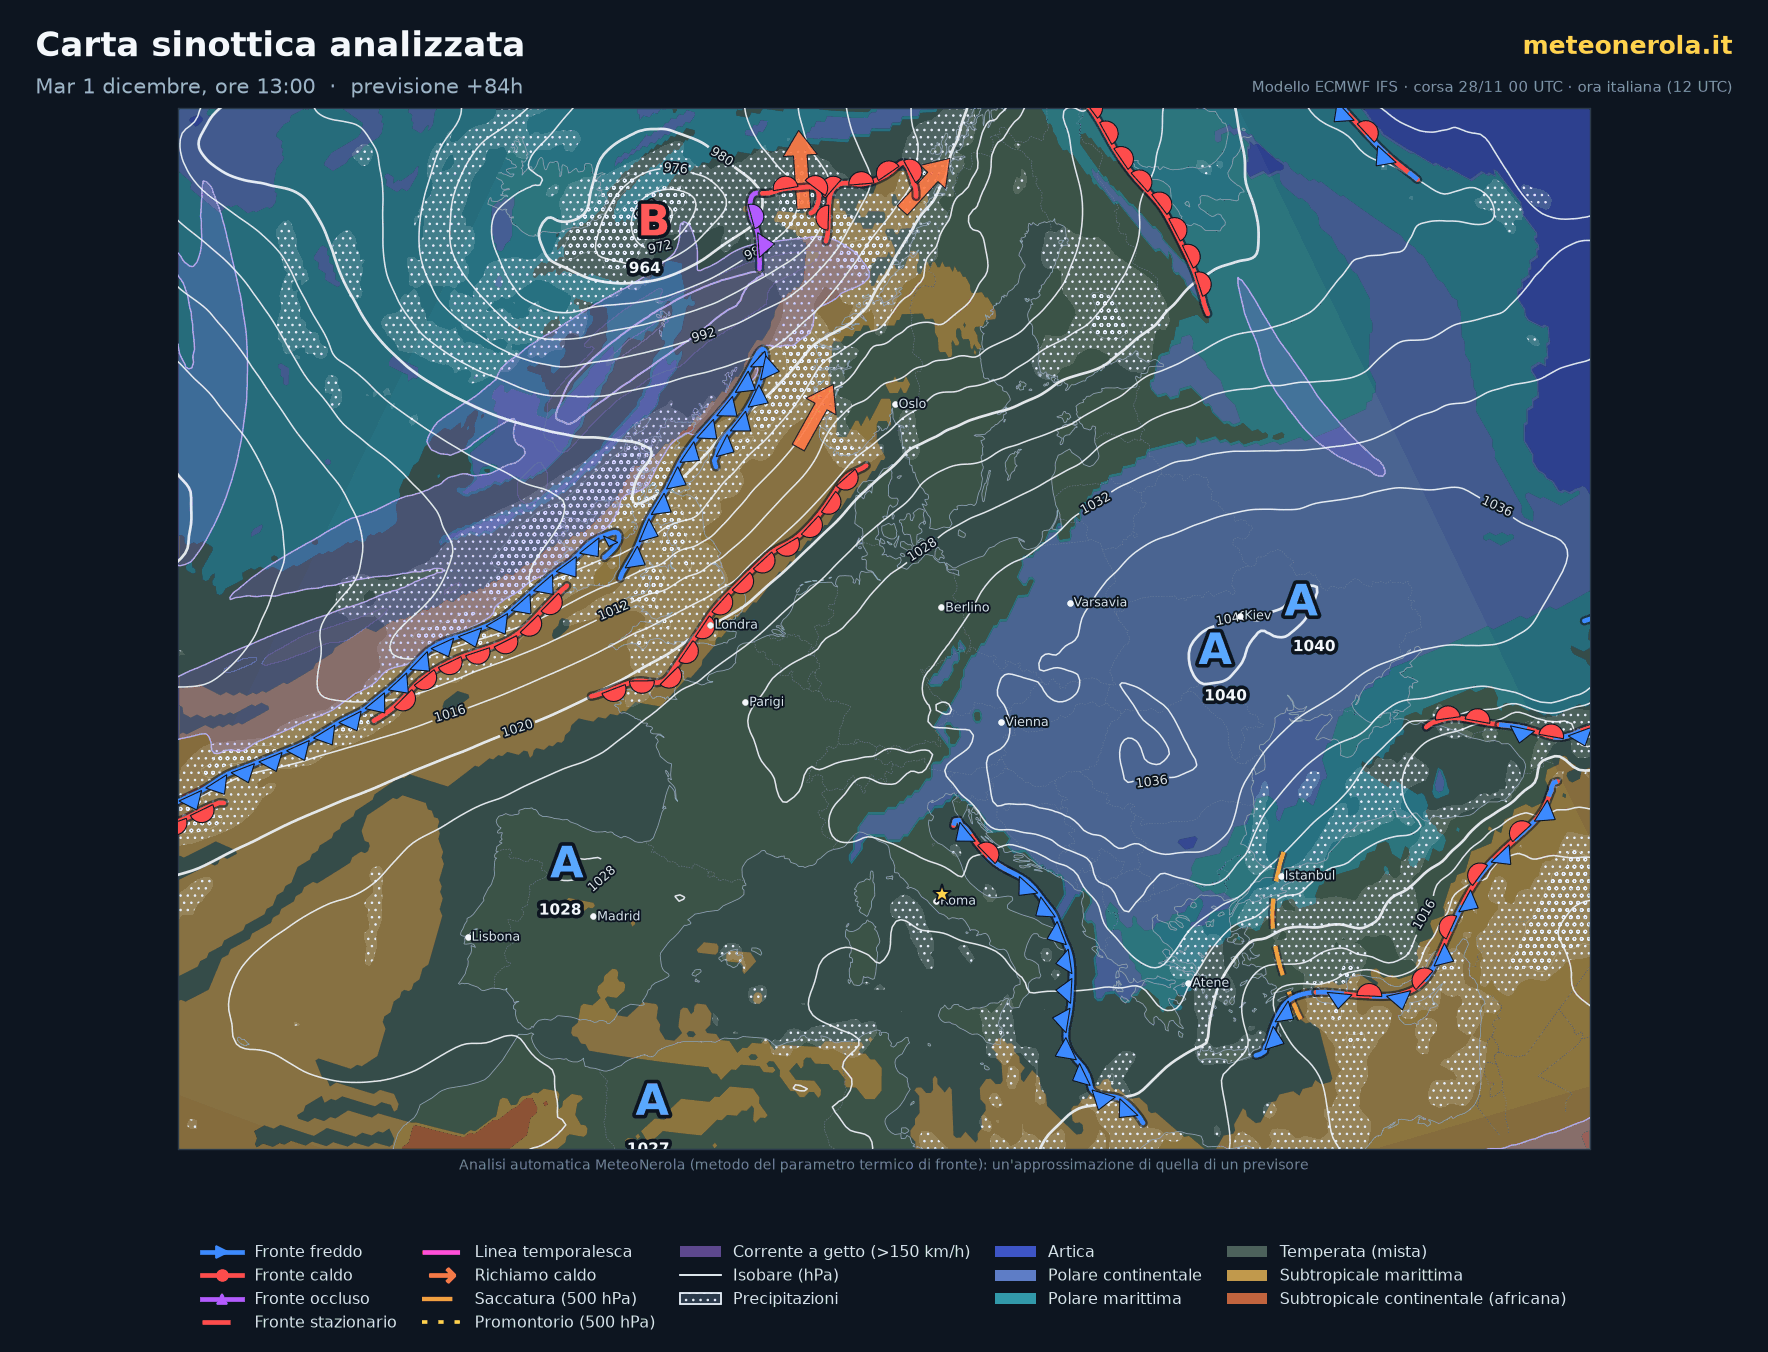 Carta sinottica analizzata
meteonerola.it
Mar 1 dicembre, ore 13:00 · previsione +84h
Modello ECMWF IFS · corsa 28/11 00 UTC · ora italiana (12 UTC)
980
976
B
972
964
992
Oslo
1032
1036
1028
Berlino
Varsavia
1012
Londra
Kiev
A
1040
A
1040
Parigi
1016
1020
Vienna
1036
A
1028
1028
Madrid
Lisbona
Roma
Istanbul
1016
Atene
A
1027
Analisi automatica MeteoNerola (metodo del parametro termico di fronte): un'approssimazione di quella di un previsore
Fronte freddo
Fronte caldo
Fronte occluso
Fronte stazionario
Linea temporalesca
Richiamo caldo
Saccatura (500 hPa)
Promontorio (500 hPa)
Corrente a getto (>150 km/h)
Isobare (hPa)
Precipitazioni
Artica
Polare continentale
Polare marittima
Temperata (mista)
Subtropicale marittima
Subtropicale continentale (africana)